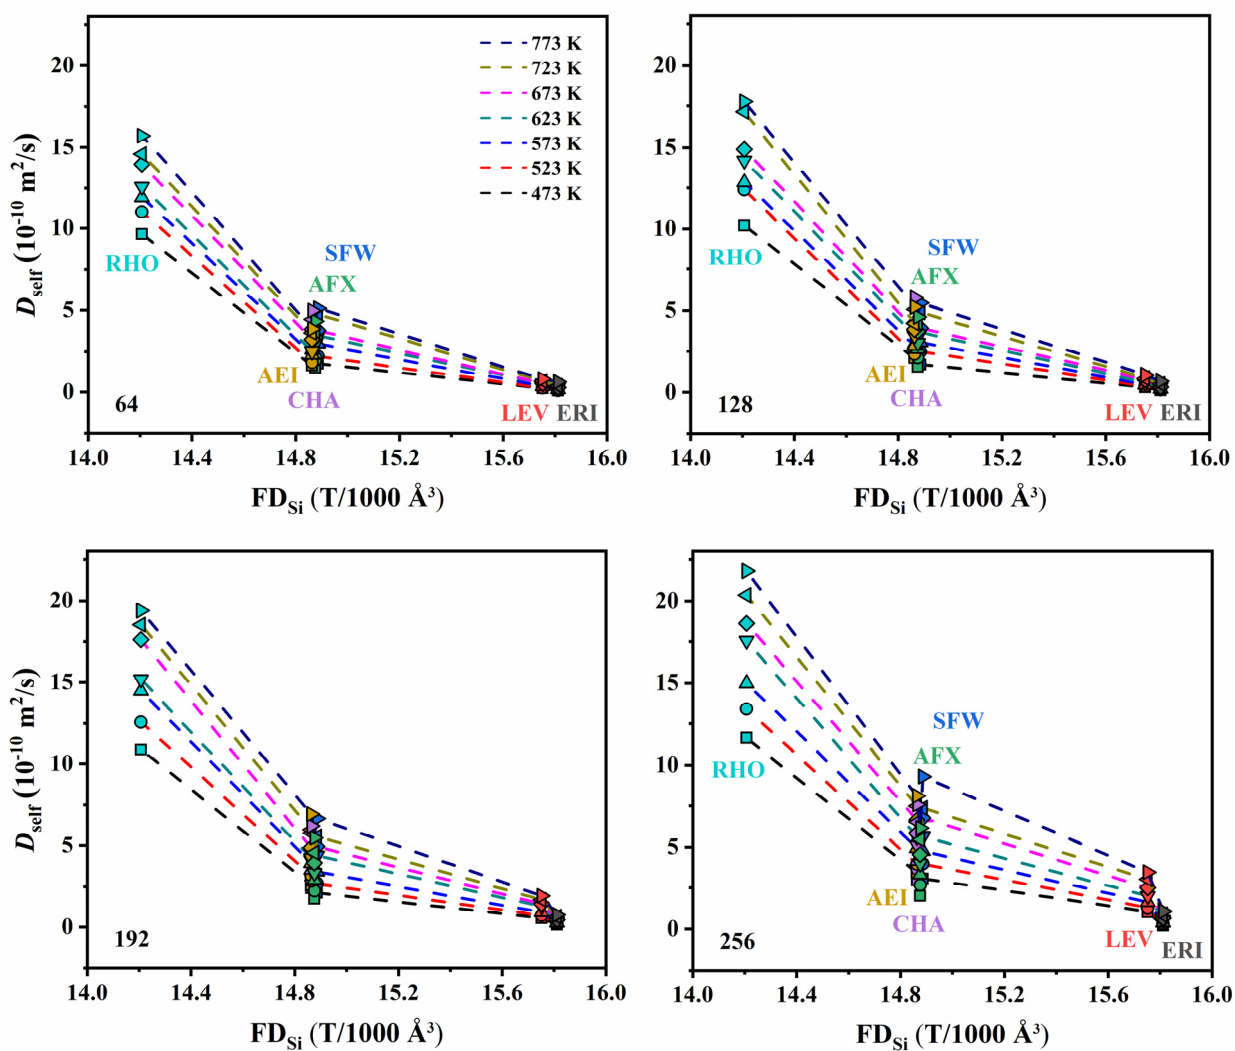 773 K
723 K
673 K
623 K
573 K
523 K
473 K
20
15
10
5
0
D_self (10^-10 m²/s)
RHO
SFW
AFX
AEI
CHA
LEV ERI
64
14.0 14.4 14.8 15.2 15.6 16.0
FD_Si (T/1000 Å³)
20
15
10
5
0
RHO
SFW
AFX
AEI
CHA
LEV ERI
128
14.0 14.4 14.8 15.2 15.6 16.0
FD_Si (T/1000 Å³)
20
15
10
5
0
D_self (10^-10 m²/s)
192
14.0 14.4 14.8 15.2 15.6 16.0
FD_Si (T/1000 Å³)
20
15
10
5
0
RHO
SFW
AFX
AEI
CHA
LEV
ERI
256
14.0 14.4 14.8 15.2 15.6 16.0
FD_Si (T/1000 Å³)